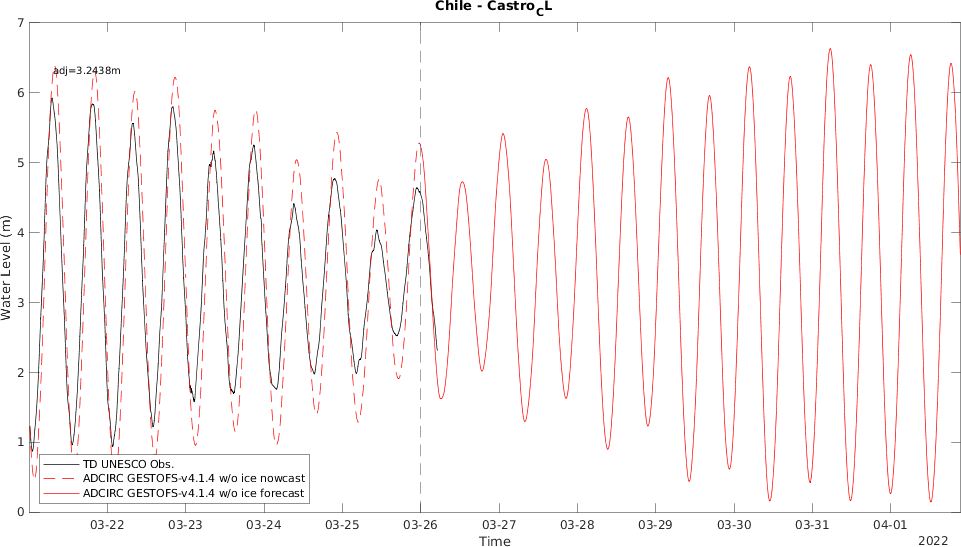 Chile - Castro_CL
7
6
5
4
3
2
1
0
adj=3.2438m
Water Level (m)
TD UNESCO Obs.
ADCIRC GESTOFS-v4.1.4 w/o ice nowcast
ADCIRC GESTOFS-v4.1.4 w/o ice forecast
03-22 03-23 03-24 03-25 03-26 03-27 03-28 03-29 03-30 03-31 04-01
Time
2022